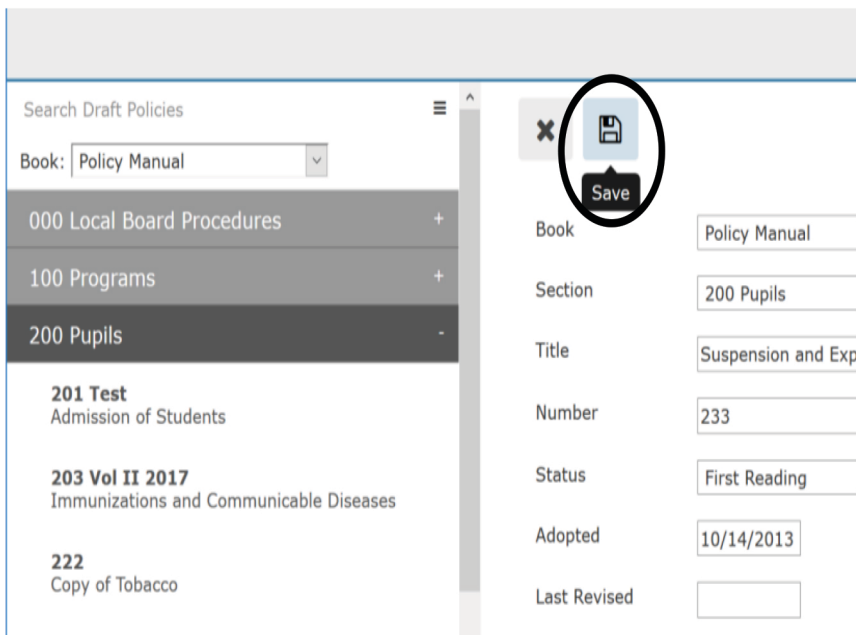 Search Draft Policies
Book: Policy Manual
000 Local Board Procedures +
100 Programs +
200 Pupils -
201 Test
Admission of Students
203 Vol II 2017
Immunizations and Communicable Diseases
222
Copy of Tobacco
Save
Book Policy Manual
Section 200 Pupils
Title Suspension and Exp
Number 233
Status First Reading
Adopted 10/14/2013
Last Revised